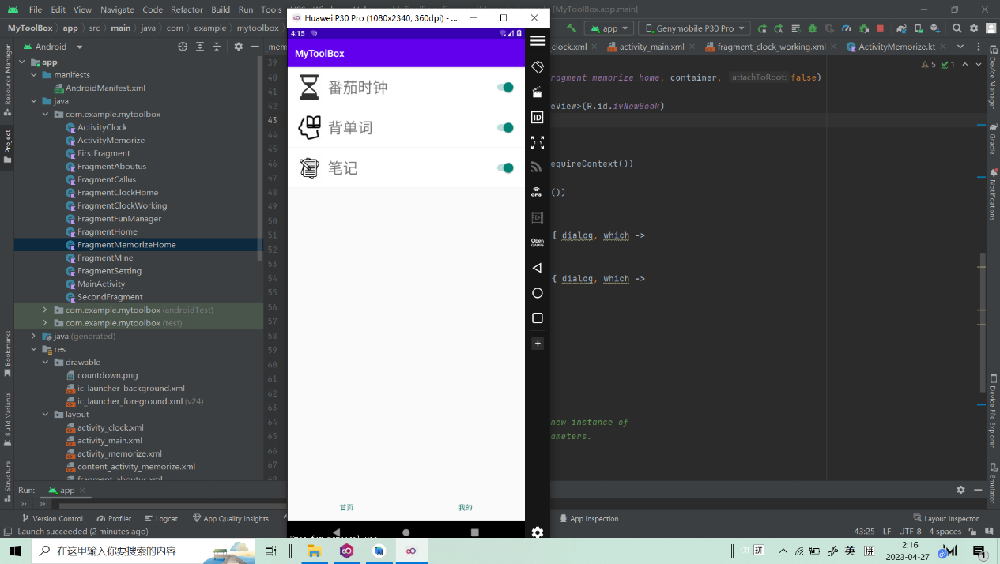 File Edit View Navigate Code Refactor Build Run Tools
Huawei P30 Pro (1080x2340, 360dpi) - ...
[MyToolBox.app.main]
MyToolBox app src main java com example mytoolbox
app
Genymobile P30 Pro
Android
clock.xml
activity_main.xml
fragment_clock_working.xml
ActivityMemorize.kt
4:15
MyToolBox
番茄时钟
背单词
笔记
首页
我的
ID
1:1
GPS
Open GAPPS
app
manifests
AndroidManifest.xml
java
com.example.mytoolbox
ActivityClock
ActivityMemorize
FirstFragment
FragmentAboutus
FragmentCallus
FragmentClockHome
FragmentClockWorking
FragmentFunManager
FragmentHome
FragmentMemorizeHome
FragmentMine
FragmentSetting
MainActivity
SecondFragment
com.example.mytoolbox (androidTest)
com.example.mytoolbox (test)
java (generated)
res
drawable
countdown.png
ic_launcher_background.xml
ic_launcher_foreground.xml (v24)
layout
activity_clock.xml
activity_main.xml
activity_memorize.xml
content_activity_memorize.xml
fragment_aboutus.xml
39
40
41
42
43
44
45
46
47
48
49
50
51
52
53
54
55
56
57
58
59
60
61
62
63
64
65
66
67
68
5 1
ragment_memorize_home, container, attachToRoot: false)
eView>(R.id.ivNewBook)
equireContext())
())
{ dialog, which ->
{ dialog, which ->
new instance of
ameters.
Resource Manager
Project
Bookmarks
Build Variants
Structure
Device Manager
Gradle
Notifications
Device File Explorer
Emulator
Run: app
Version Control Profiler Logcat App Quality Insights
App Inspection
Layout Inspector
Launch succeeded (2 minutes ago)
43:25 LF UTF-8 4 spaces
在这里输入你要搜索的内容
英
拼
12:16
2023-04-27
1